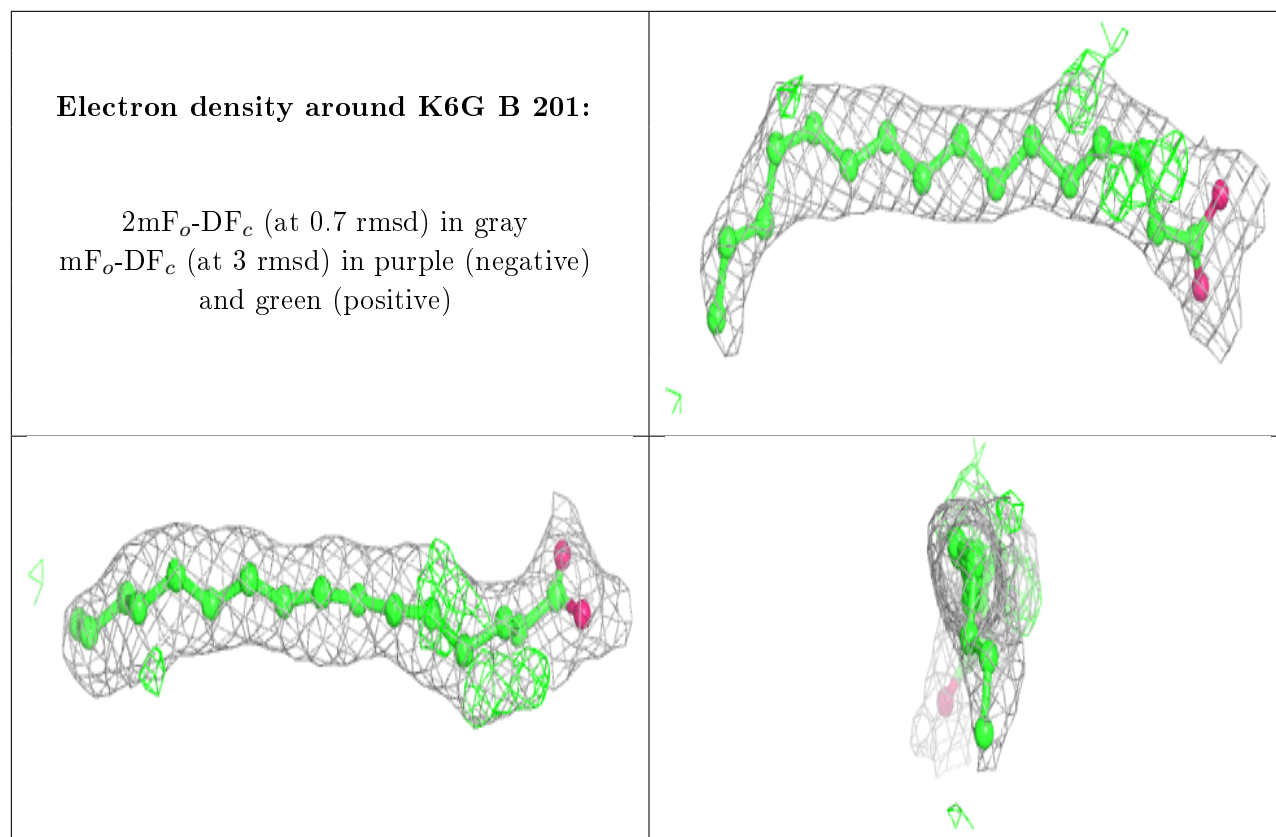 Electron density around K6G B 201:
2mFₒ-DF𝒸 (at 0.7 rmsd) in gray
mFₒ-DF𝒸 (at 3 rmsd) in purple (negative)
and green (positive)